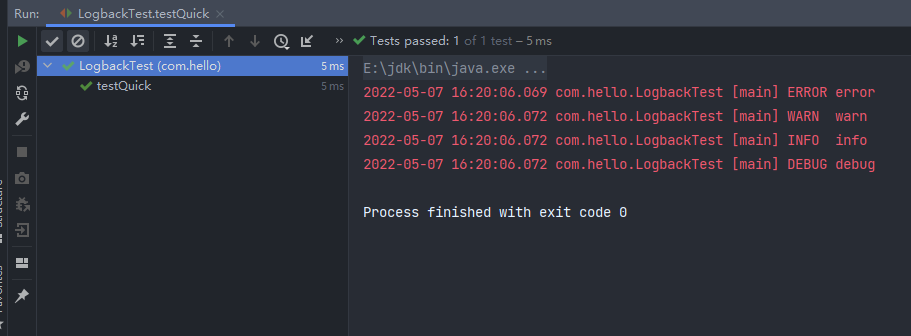 Run: LogbackTest.testQuick ×
» Tests passed: 1 of 1 test – 5 ms
LogbackTest (com.hello) 5 ms
testQuick 5 ms
E:\jdk\bin\java.exe ...
2022-05-07 16:20:06.069 com.hello.LogbackTest [main] ERROR error
2022-05-07 16:20:06.072 com.hello.LogbackTest [main] WARN  warn
2022-05-07 16:20:06.072 com.hello.LogbackTest [main] INFO  info
2022-05-07 16:20:06.072 com.hello.LogbackTest [main] DEBUG debug
Process finished with exit code 0